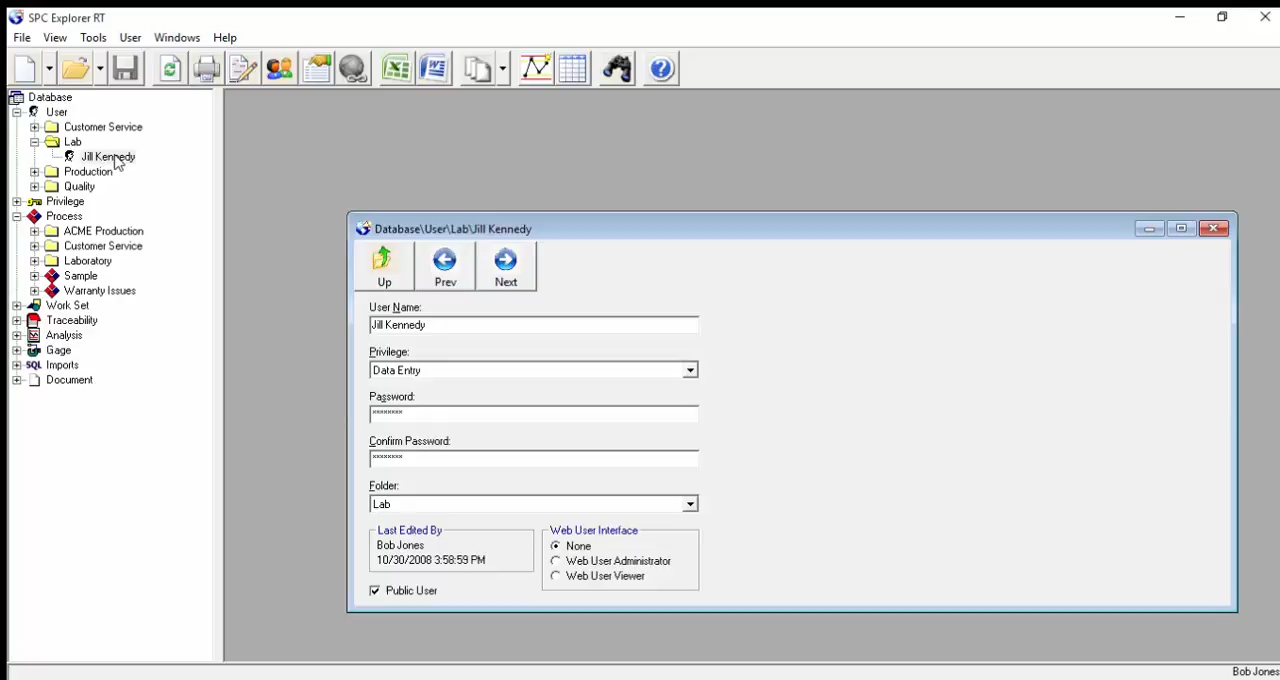 SPC Explorer RT
File View Tools User Windows Help
Database
User
Customer Service
Lab
Jill Kennedy
Production
Quality
Privilege
Process
ACME Production
Customer Service
Laboratory
Sample
Warranty Issues
Work Set
Traceability
Analysis
Gage
SQL Imports
Document
Database\User\Lab\Jill Kennedy
Up Prev Next
User Name:
Jill Kennedy
Privilege:
Data Entry
Password:
********
Confirm Password:
********
Folder:
Lab
Last Edited By
Bob Jones
10/30/2008 3:58:59 PM
Web User Interface
None
Web User Administrator
Web User Viewer
Public User
Bob Jones